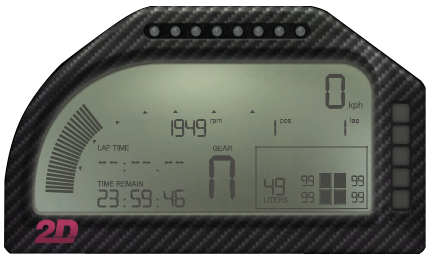 0 kph
1949 rpm 1 pos 1 lap
LAP TIME GEAR
--:--.-- n
49 99 99
TIME REMAIN LITERS 99 99
23:59:46
2D